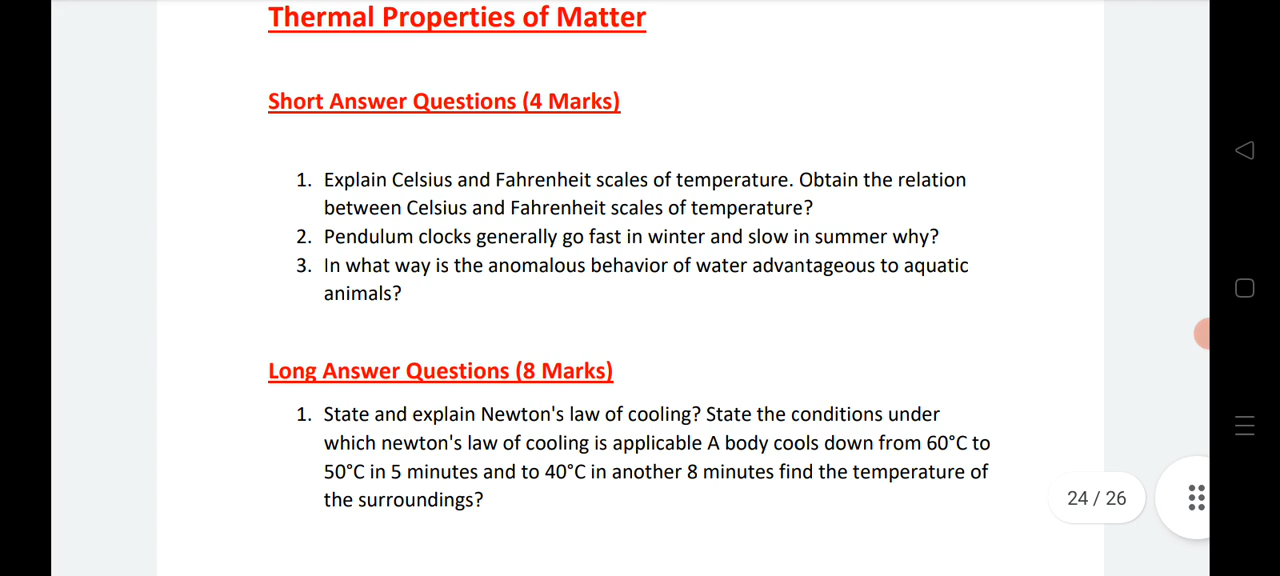 Thermal Properties of Matter
Short Answer Questions (4 Marks)
1. Explain Celsius and Fahrenheit scales of temperature. Obtain the relation
between Celsius and Fahrenheit scales of temperature?
2. Pendulum clocks generally go fast in winter and slow in summer why?
3. In what way is the anomalous behavior of water advantageous to aquatic
animals?
Long Answer Questions (8 Marks)
1. State and explain Newton's law of cooling? State the conditions under
which newton's law of cooling is applicable A body cools down from 60°C to
50°C in 5 minutes and to 40°C in another 8 minutes find the temperature of
the surroundings?
24 / 26